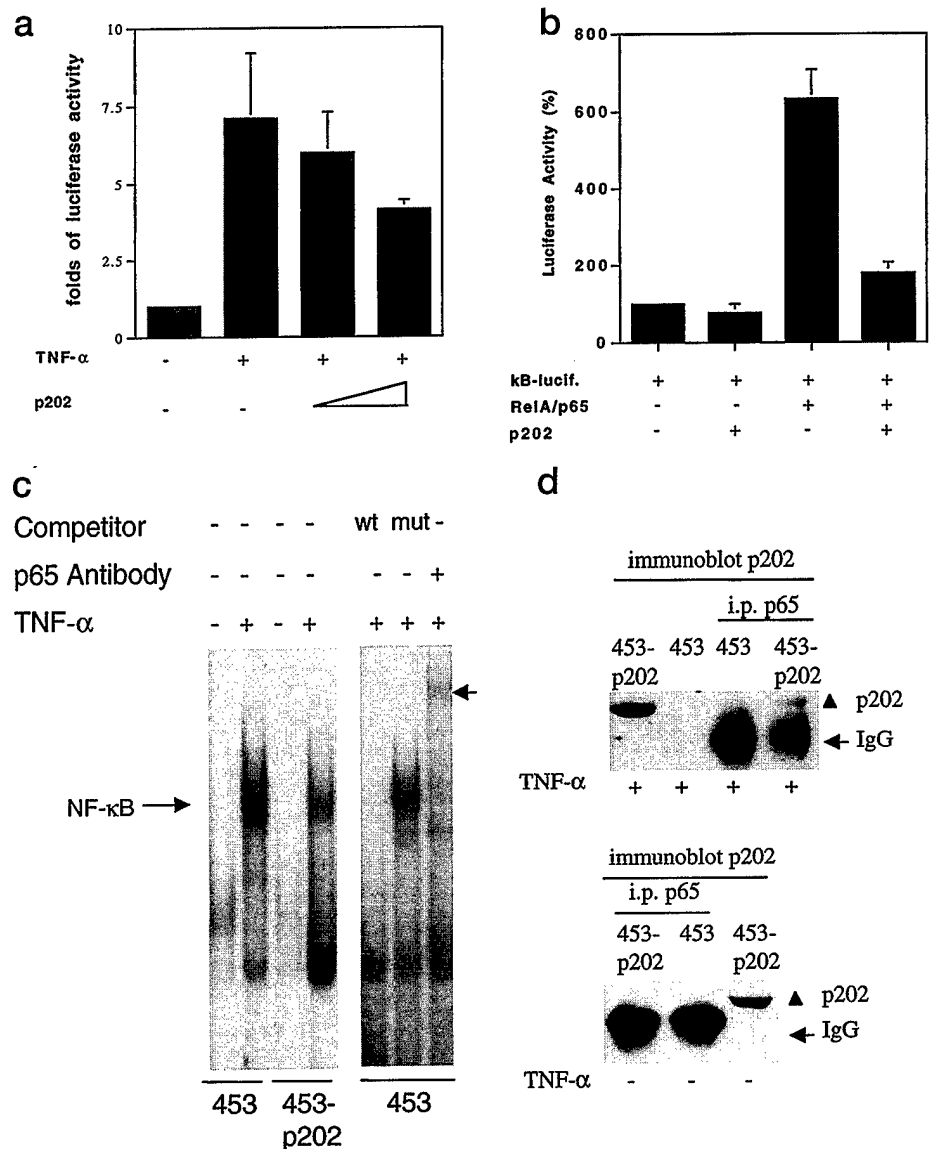 a
folds of luciferase activity
10
7.5
5
2.5
0
TNF-α - + + +
p202 - -
b
Luciferase Activity (%)
800
600
400
200
0
kB-lucif. + + + +
RelA/p65 - - + +
p202 - + - +
c
Competitor - - - - wt mut -
p65 Antibody - - - - - - +
TNF-α - + - + + + +
NF-κB
453 453-p202 453
d
immunoblot p202
i.p. p65
453-p202 453 453 453-p202
p202
IgG
TNF-α + + + +
immunoblot p202
i.p. p65
453-p202 453 453-p202
p202
IgG
TNF-α - - -